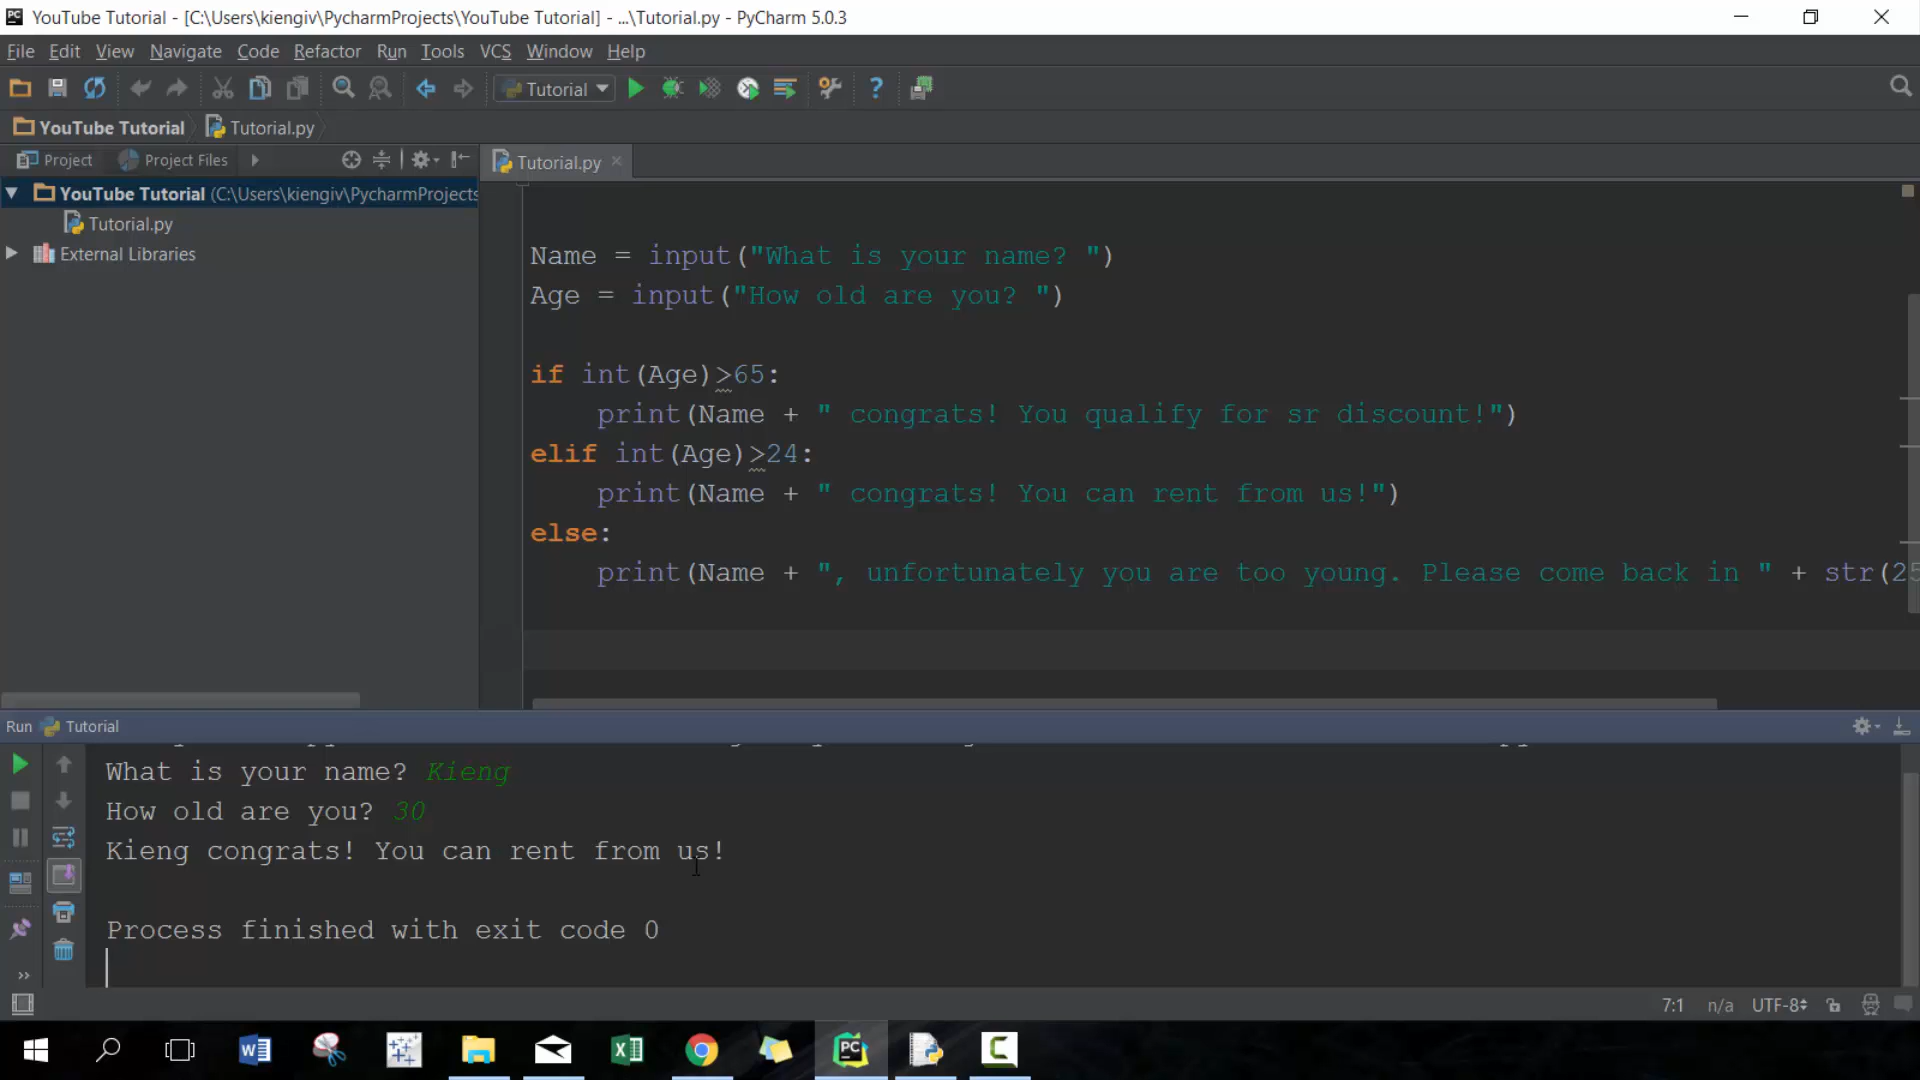 YouTube Tutorial - [C:\Users\kiengiv\PycharmProjects\YouTube Tutorial] - ...\Tutorial.py - PyCharm 5.0.3
File Edit View Navigate Code Refactor Run Tools VCS Window Help
Tutorial
YouTube Tutorial Tutorial.py
Project Project Files
Tutorial.py
YouTube Tutorial (C:\Users\kiengiv\PycharmProjects
Tutorial.py
External Libraries
Name = input("What is your name? ")
Age = input("How old are you? ")
if int(Age)>65:
print(Name + " congrats! You qualify for sr discount!")
elif int(Age)>24:
print(Name + " congrats! You can rent from us!")
else:
print(Name + ", unfortunately you are too young. Please come back in " + str(25
Run Tutorial
What is your name? Kieng
How old are you? 30
Kieng congrats! You can rent from us!
Process finished with exit code 0
7:1 n/a UTF-8